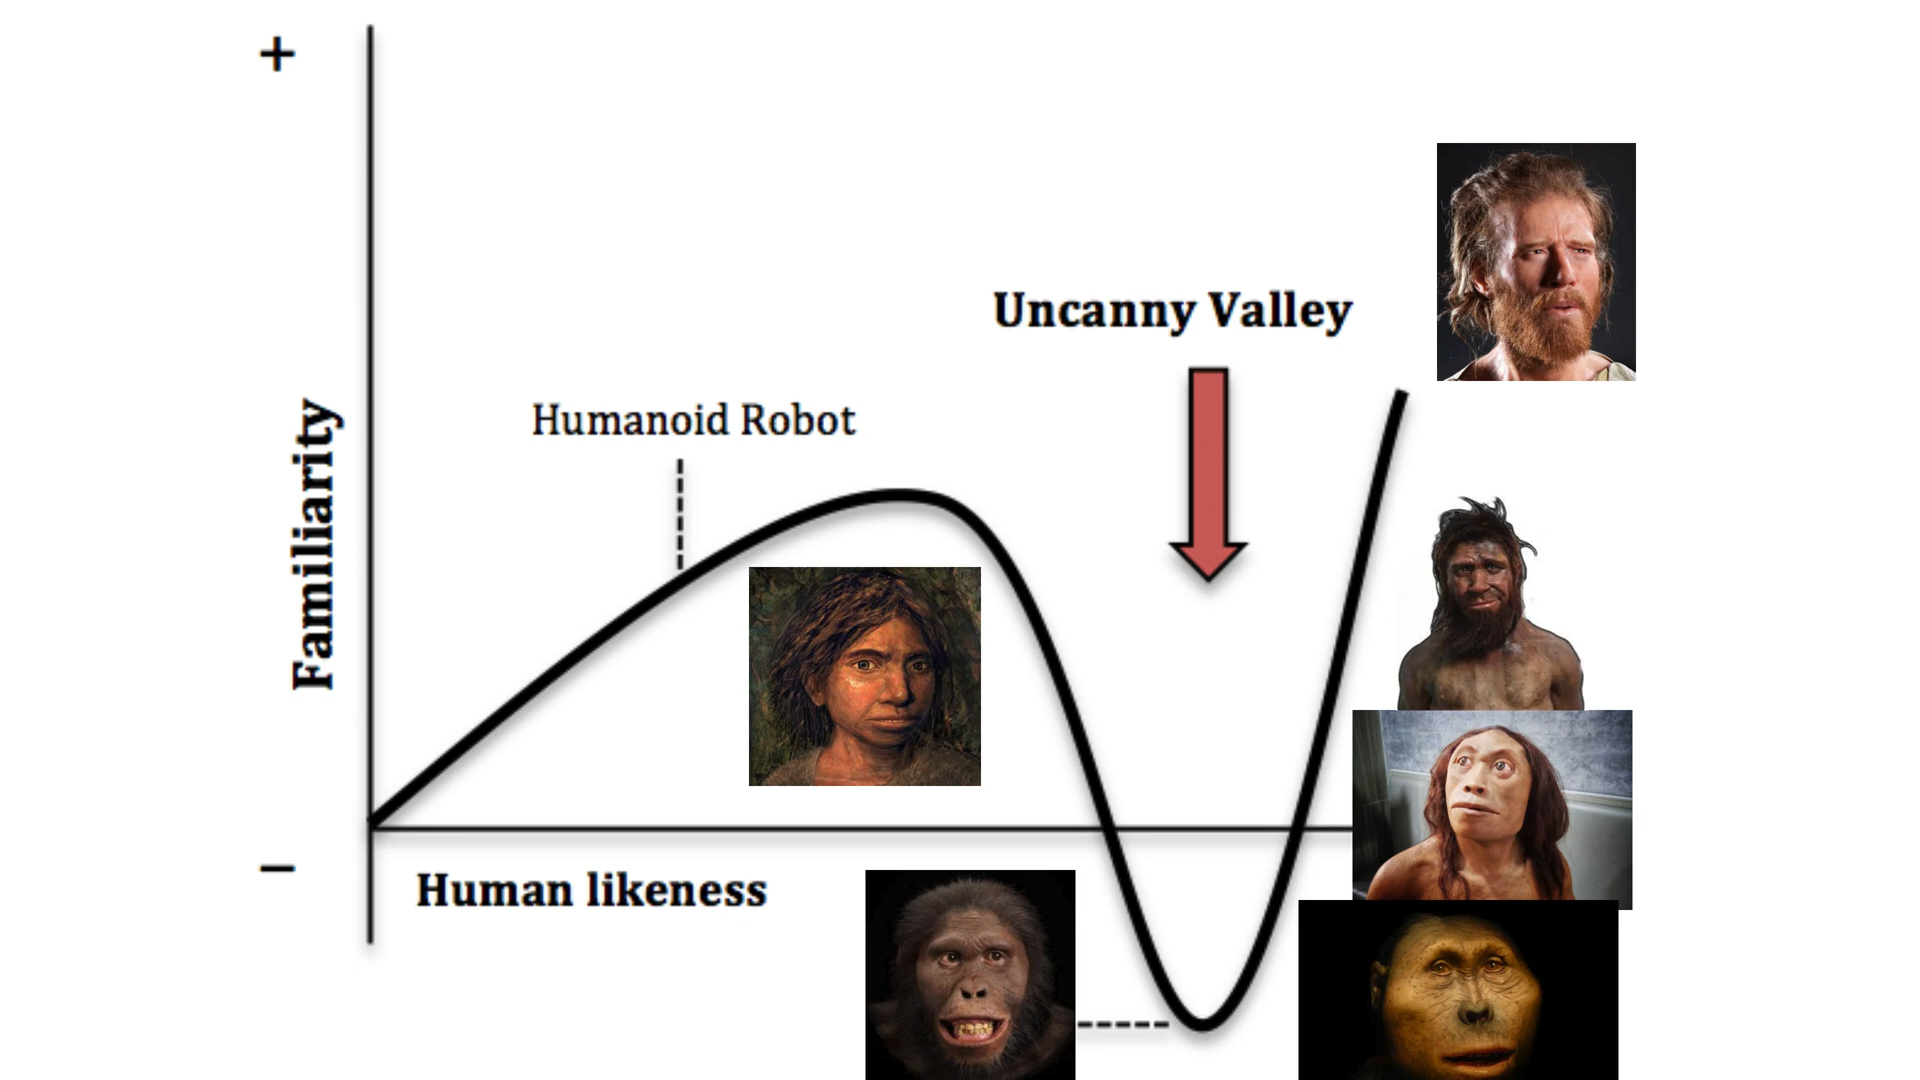 +
Uncanny Valley
Humanoid Robot
Familiarity
−
Human likeness